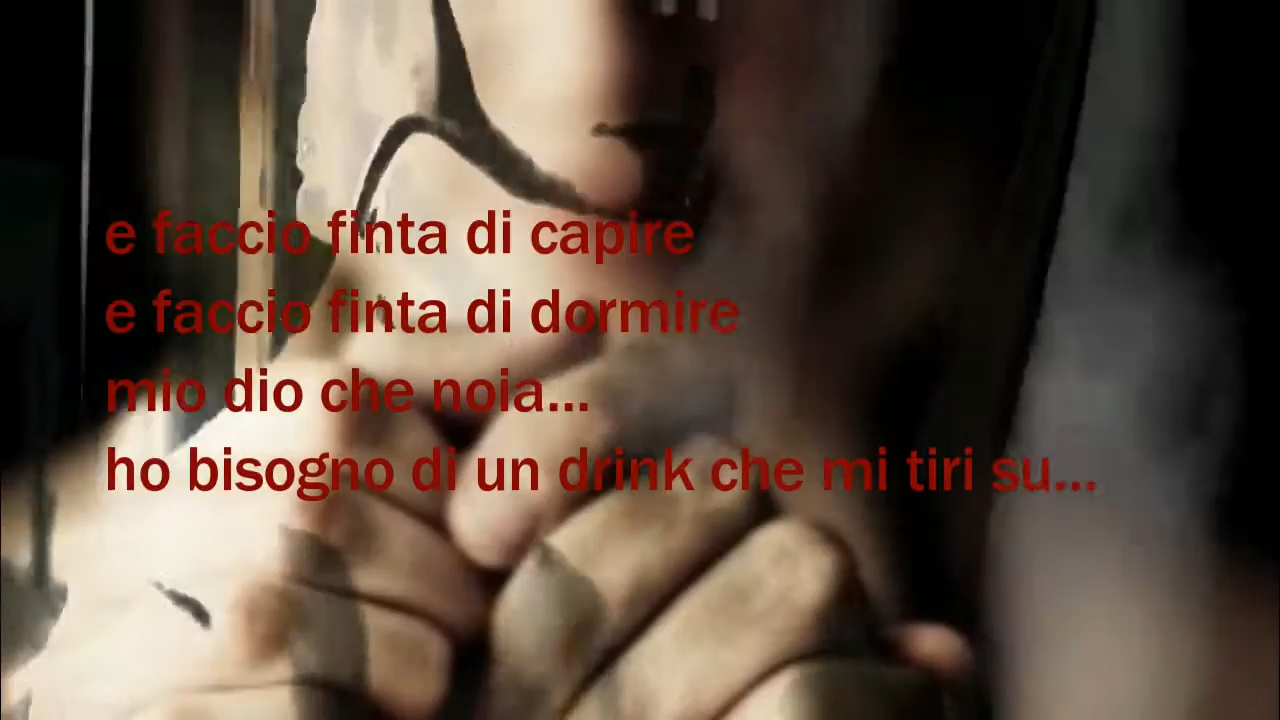 e faccio finta di capire
e faccio finta di dormire
mio dio che noia...
ho bisogno di un drink che mi tiri su...